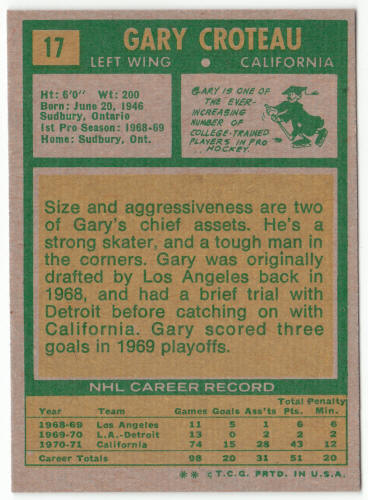 17
GARY CROTEAU
LEFT WING • CALIFORNIA
Ht: 6'0" Wt: 200
Born: June 20, 1946
Sudbury, Ontario
1st Pro Season: 1968-69
Home: Sudbury, Ont.
GARY IS ONE OF
THE EVER-
INCREASING
NUMBER OF
COLLEGE-TRAINED
PLAYERS IN PRO
HOCKEY.
Size and aggressiveness are two
of Gary's chief assets. He's a
strong skater, and a tough man in
the corners. Gary was originally
drafted by Los Angeles back in
1968, and had a brief trial with
Detroit before catching on with
California. Gary scored three
goals in 1969 playoffs.
NHL CAREER RECORD
Total Penalty
Year Team Games Goals Ass'ts Pts. Min.
1968-69 Los Angeles 11 5 1 6 6
1969-70 L.A.-Detroit 13 0 2 2 2
1970-71 California 74 15 28 43 12
Career Totals 98 20 31 51 20
** © T.C.G. PRTD. IN U.S.A.